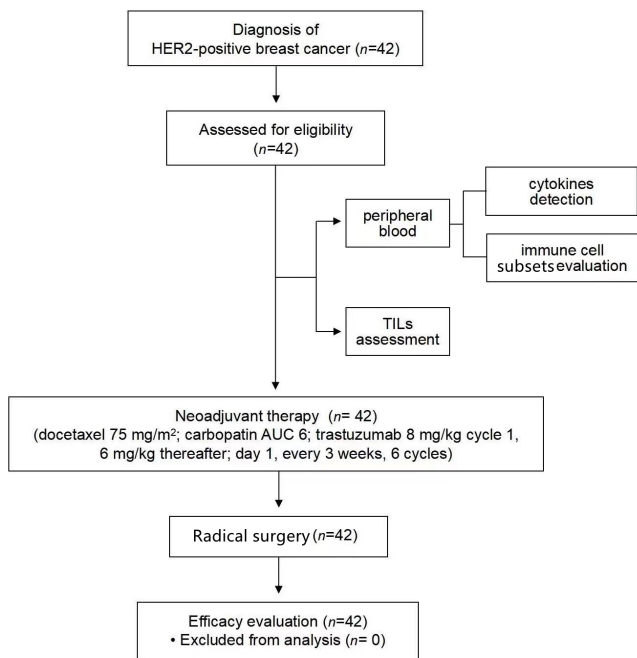 Diagnosis of
HER2-positive breast cancer (n=42)
Assessed for eligibility
(n=42)
peripheral
blood
cytokines
detection
immune cell
subsets evaluation
TILs
assessment
Neoadjuvant therapy (n= 42)
(docetaxel 75 mg/m²; carbopatin AUC 6; trastuzumab 8 mg/kg cycle 1,
6 mg/kg thereafter; day 1, every 3 weeks, 6 cycles)
Radical surgery (n=42)
Efficacy evaluation (n=42)
• Excluded from analysis (n= 0)